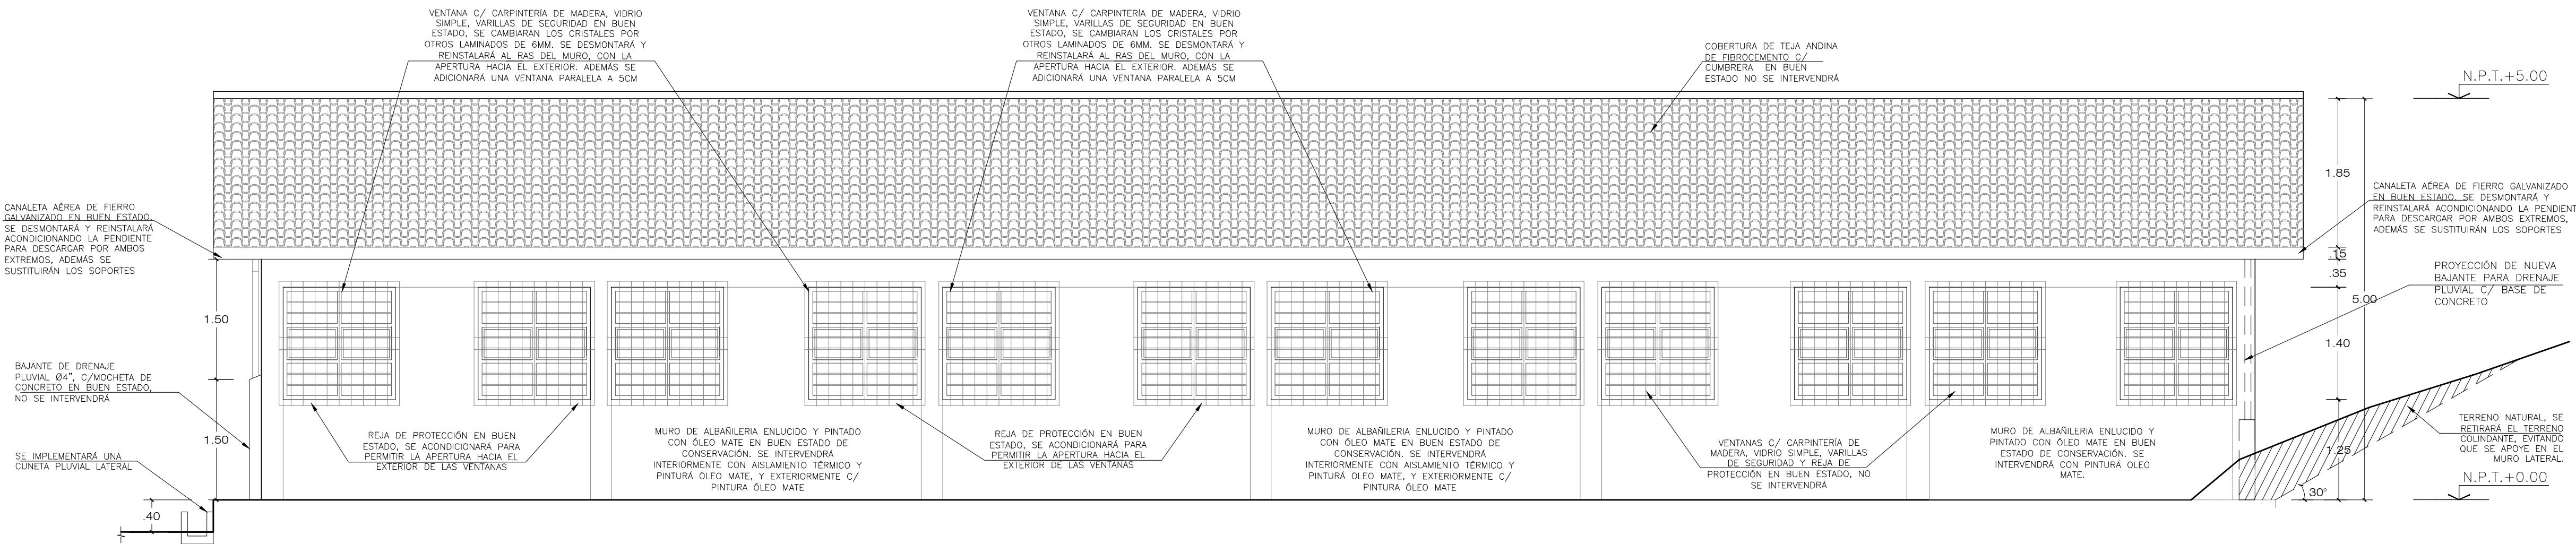 VENTANA C/ CARPINTERÍA DE MADERA, VIDRIO
SIMPLE, VARILLAS DE SEGURIDAD EN BUEN
ESTADO, SE CAMBIARAN LOS CRISTALES POR
OTROS LAMINADOS DE 6MM. SE DESMONTARÁ Y
REINSTALARÁ AL RAS DEL MURO, CON LA
APERTURA HACIA EL EXTERIOR. ADEMÁS SE
ADICIONARÁ UNA VENTANA PARALELA A 5CM
VENTANA C/ CARPINTERÍA DE MADERA, VIDRIO
SIMPLE, VARILLAS DE SEGURIDAD EN BUEN
ESTADO, SE CAMBIARAN LOS CRISTALES POR
OTROS LAMINADOS DE 6MM. SE DESMONTARÁ Y
REINSTALARÁ AL RAS DEL MURO, CON LA
APERTURA HACIA EL EXTERIOR. ADEMÁS SE
ADICIONARÁ UNA VENTANA PARALELA A 5CM
COBERTURA DE TEJA ANDINA
DE FIBROCEMENTO C/
CUMBRERA EN BUEN
ESTADO NO SE INTERVENDRÁ
N.P.T.+5.00
1.85
CANALETA AÉREA DE FIERRO
GALVANIZADO EN BUEN ESTADO.
SE DESMONTARÁ Y REINSTALARÁ
ACONDICIONANDO LA PENDIENTE
PARA DESCARGAR POR AMBOS
EXTREMOS, ADEMÁS SE
SUSTITUIRÁN LOS SOPORTES
CANALETA AÉREA DE FIERRO GALVANIZADO
EN BUEN ESTADO. SE DESMONTARÁ Y
REINSTALARÁ ACONDICIONANDO LA PENDIENT
PARA DESCARGAR POR AMBOS EXTREMOS,
ADEMÁS SE SUSTITUIRÁN LOS SOPORTES
.15
.35
5.00
PROYECCIÓN DE NUEVA
BAJANTE PARA DRENAJE
PLUVIAL C/ BASE DE
CONCRETO
1.50
1.40
BAJANTE DE DRENAJE
PLUVIAL Ø4", C/MOCHETA DE
CONCRETO EN BUEN ESTADO,
NO SE INTERVENDRÁ
1.50
SE IMPLEMENTARÁ UNA
CUNETA PLUVIAL LATERAL
.40
REJA DE PROTECCIÓN EN BUEN
ESTADO, SE ACONDICIONARÁ PARA
PERMITIR LA APERTURA HACIA EL
EXTERIOR DE LAS VENTANAS
MURO DE ALBAÑILERIA ENLUCIDO Y PINTADO
CON ÓLEO MATE EN BUEN ESTADO DE
CONSERVACIÓN. SE INTERVENDRÁ
INTERIORMENTE CON AISLAMIENTO TÉRMICO Y
PINTURÁ OLEO MATE, Y EXTERIORMENTE C/
PINTURA ÓLEO MATE
REJA DE PROTECCIÓN EN BUEN
ESTADO, SE ACONDICIONARÁ PARA
PERMITIR LA APERTURA HACIA EL
EXTERIOR DE LAS VENTANAS
MURO DE ALBAÑILERIA ENLUCIDO Y PINTADO
CON ÓLEO MATE EN BUEN ESTADO DE
CONSERVACIÓN. SE INTERVENDRÁ
INTERIORMENTE CON AISLAMIENTO TÉRMICO Y
PINTURÁ OLEO MATE, Y EXTERIORMENTE C/
PINTURA ÓLEO MATE
VENTANAS C/ CARPINTERÍA DE
MADERA, VIDRIO SIMPLE, VARILLAS
DE SEGURIDAD Y REJA DE
PROTECCIÓN EN BUEN ESTADO, NO
SE INTERVENDRÁ
MURO DE ALBAÑILERIA ENLUCIDO Y
PINTADO CON ÓLEO MATE EN BUEN
ESTADO DE CONSERVACIÓN. SE
INTERVENDRÁ CON PINTURÁ OLEO
MATE.
1.25
30°
TERRENO NATURAL, SE
RETIRARÁ EL TERRENO
COLINDANTE, EVITANDO
QUE SE APOYE EN EL
MURO LATERAL.
N.P.T.+0.00